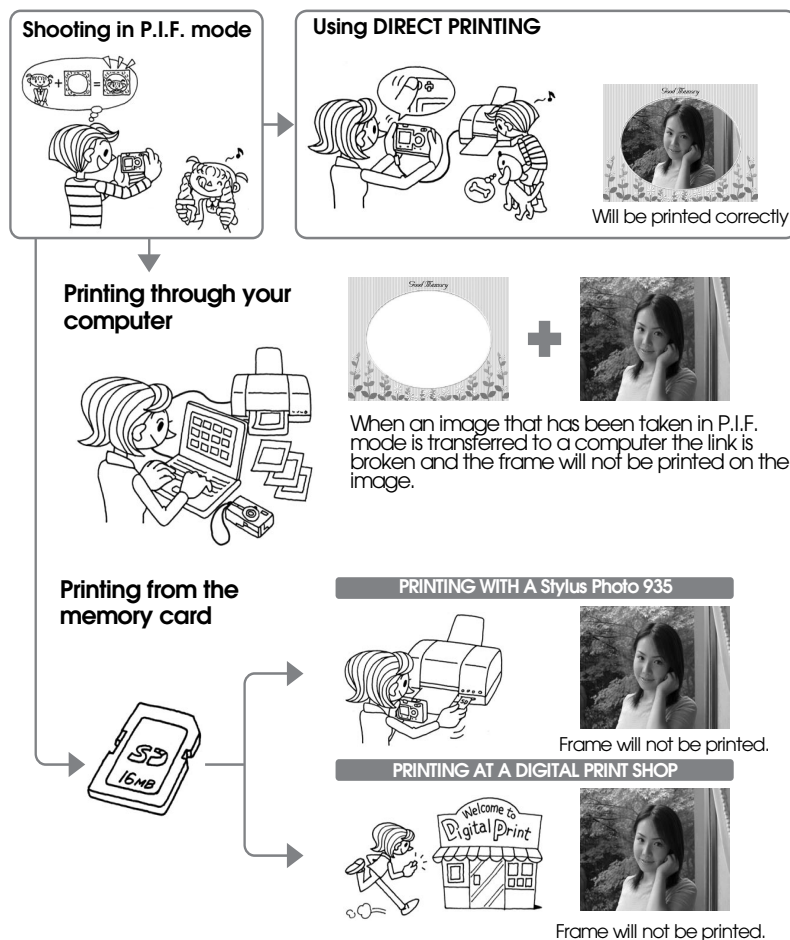 Shooting in P.I.F. mode
Using DIRECT PRINTING
Good Memory
Will be printed correctly
Printing through your
computer
Good Memory
When an image that has been taken in P.I.F.
mode is transferred to a computer the link is
broken and the frame will not be printed on the
image.
Printing from the
memory card
PRINTING WITH A Stylus Photo 935
SD
16MB
Frame will not be printed.
PRINTING AT A DIGITAL PRINT SHOP
Welcome to
Digital Print
Frame will not be printed.